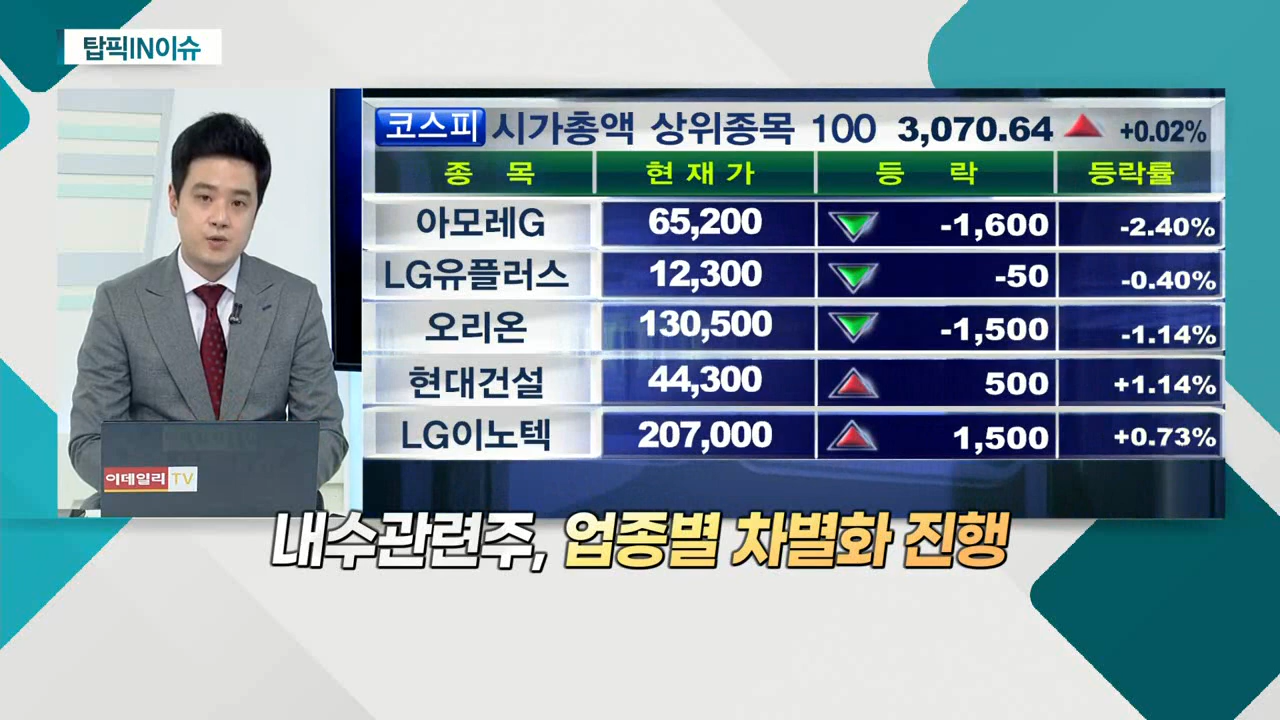 탑픽IN이슈
코스피 시가총액 상위종목 100 3,070.64 ▲ +0.02%
종 목 현 재 가 등 락 등락률
아모레G 65,200 ▼ -1,600 -2.40%
LG유플러스 12,300 ▼ -50 -0.40%
오리온 130,500 ▼ -1,500 -1.14%
현대건설 44,300 ▲ 500 +1.14%
LG이노텍 207,000 ▲ 1,500 +0.73%
이데일리 TV
내수관련주, 업종별 차별화 진행